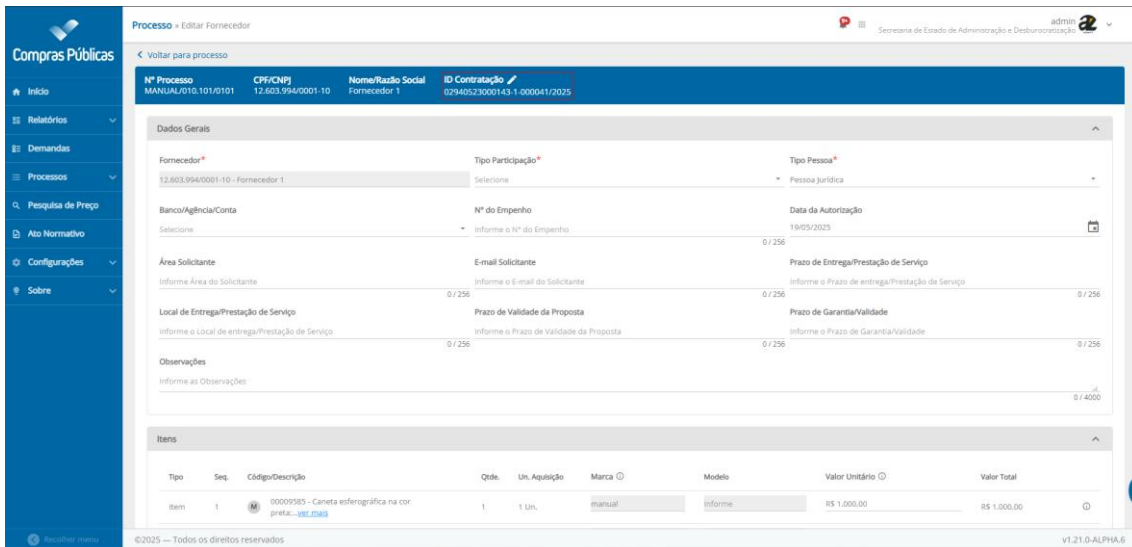 Compras Públicas
Início
Relatórios
Demandas
Processos
Pesquisa de Preço
Ato Normativo
Configurações
Sobre
Recolher menu
Processo » Editar Fornecedor
admin
Secretaria de Estado de Administração e Desburocratização
Voltar para processo
Nº Processo CPF/CNPJ Nome/Razão Social ID Contratação
MANUAL/010.101/0101 12.603.994/0001-10 Fornecedor 1 02940523000143-1-000041/2025
Dados Gerais
Fornecedor* Tipo Participação* Tipo Pessoa*
12.603.994/0001-10 - Fornecedor 1 Selecione Pessoa Jurídica
Banco/Agência/Conta Nº do Empenho Data da Autorização
Selecione Informe o Nº do Empenho 19/05/2025
0 / 256
Área Solicitante E-mail Solicitante Prazo de Entrega/Prestação de Serviço
Informe Área do Solicitante Informe o E-mail do Solicitante Informe o Prazo de entrega/Prestação de Serviço
0 / 256 0 / 256 0 / 256
Local de Entrega/Prestação de Serviço Prazo de Validade da Proposta Prazo de Garantia/Validade
Informe o Local de entrega/Prestação de Serviço Informe o Prazo de Validade da Proposta Informe o Prazo de Garantia/Validade
0 / 256 0 / 256 0 / 256
Observações
Informe as Observações
0 / 4000
Itens
Tipo Seq. Código/Descrição Qtde. Un. Aquisição Marca Modelo Valor Unitário Valor Total
Item 1 M 00009585 - Caneta esferográfica na cor preta:...ver mais 1 1 Un. manual Informe R$ 1.000,00 R$ 1.000,00
©2025 — Todos os direitos reservados v1.21.0-ALPHA.6